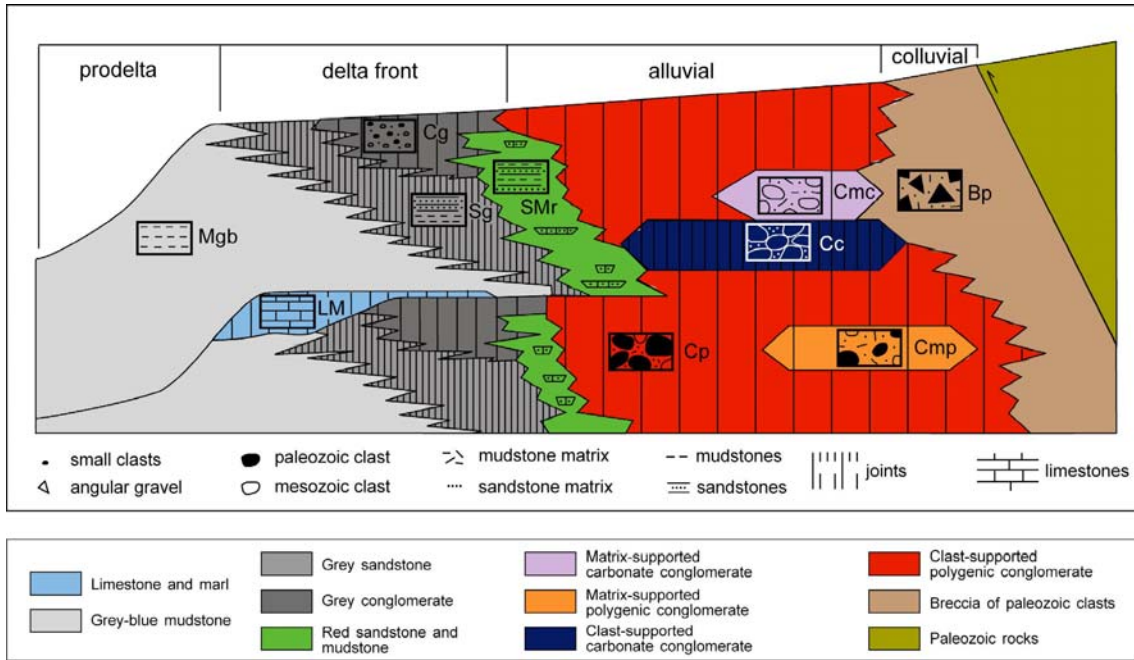 prodelta
delta front
alluvial
colluvial
Cg
Sg
SMr
Cmc
Bp
Mgb
Cc
LM
Cp
Cmp
small clasts
paleozoic clast
mudstone matrix
mudstones
joints
limestones
angular gravel
mesozoic clast
sandstone matrix
sandstones
Limestone and marl
Grey-blue mudstone
Grey sandstone
Grey conglomerate
Red sandstone and
mudstone
Matrix-supported
carbonate conglomerate
Matrix-supported
polygenic conglomerate
Clast-supported
carbonate conglomerate
Clast-supported
polygenic conglomerate
Breccia of paleozoic clasts
Paleozoic rocks